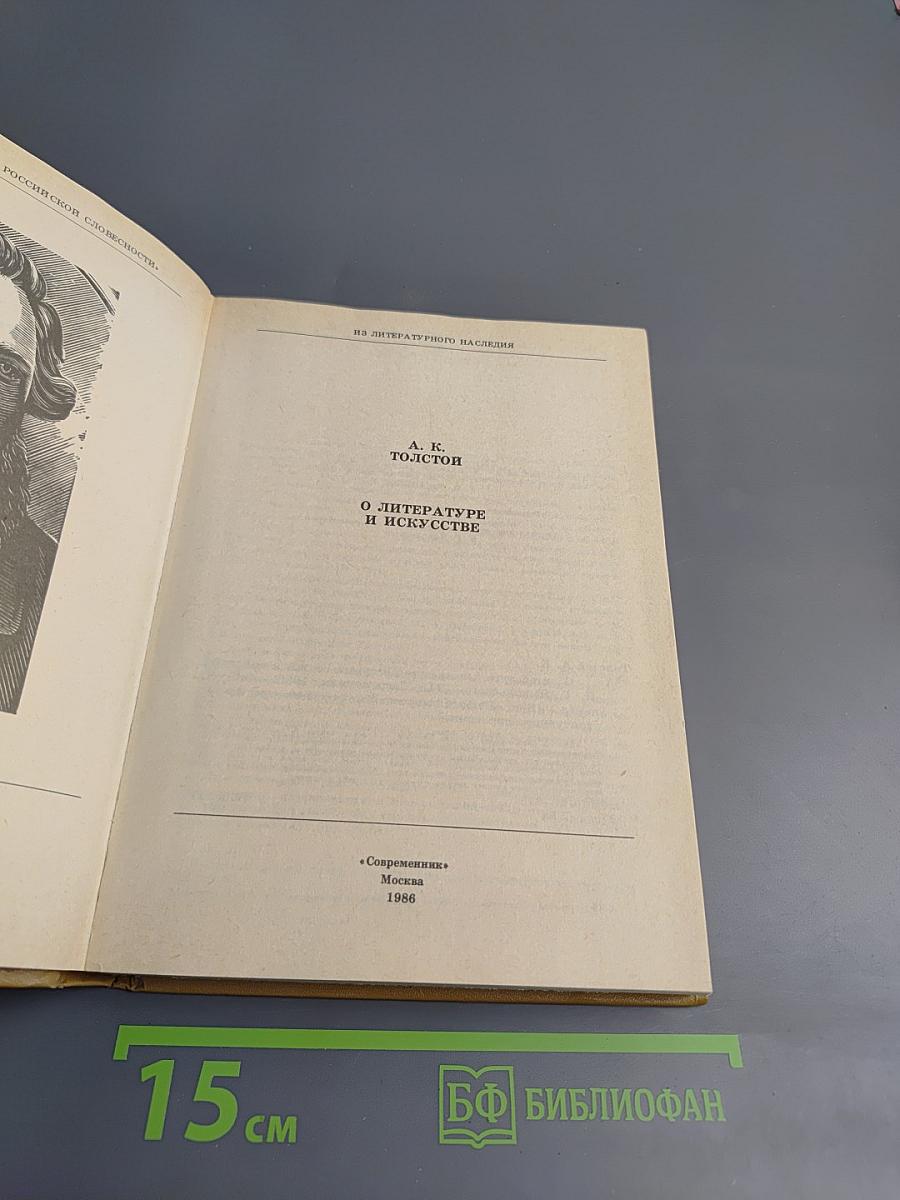 РОССИЙСКОЙ СЛОВЕСНОСТИ»
ИЗ ЛИТЕРАТУРНОГО НАСЛЕДИЯ
А. К.
ТОЛСТОЙ
О ЛИТЕРАТУРЕ
И ИСКУССТВЕ
«Современник»
Москва
1986
15 см
БФ БИБЛИОФАН